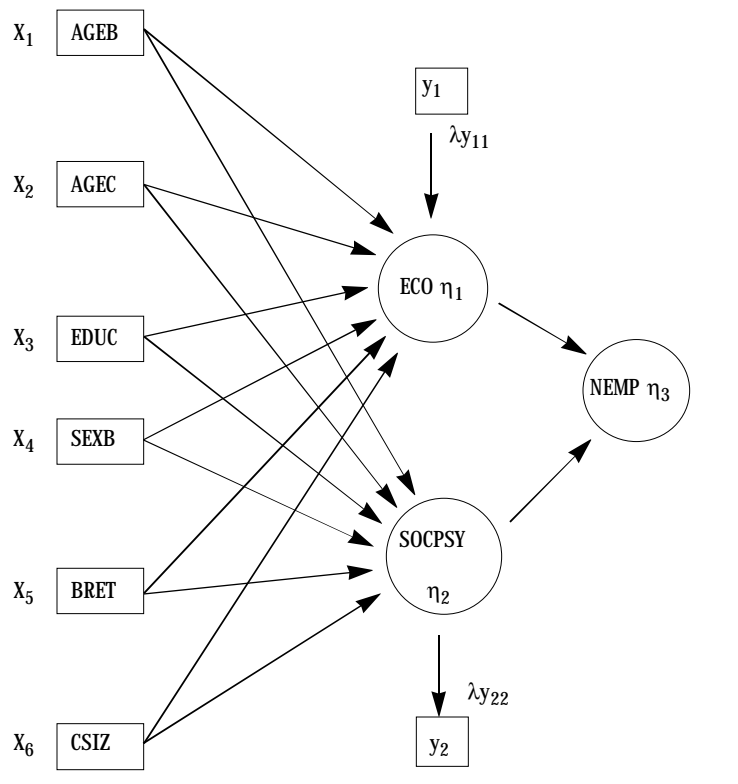 X1 AGEB
y1
λy11
X2 AGEC
ECO η1
X3 EDUC
NEMP η3
X4 SEXB
SOCPSY
η2
X5 BRET
λy22
X6 CSIZ
y2